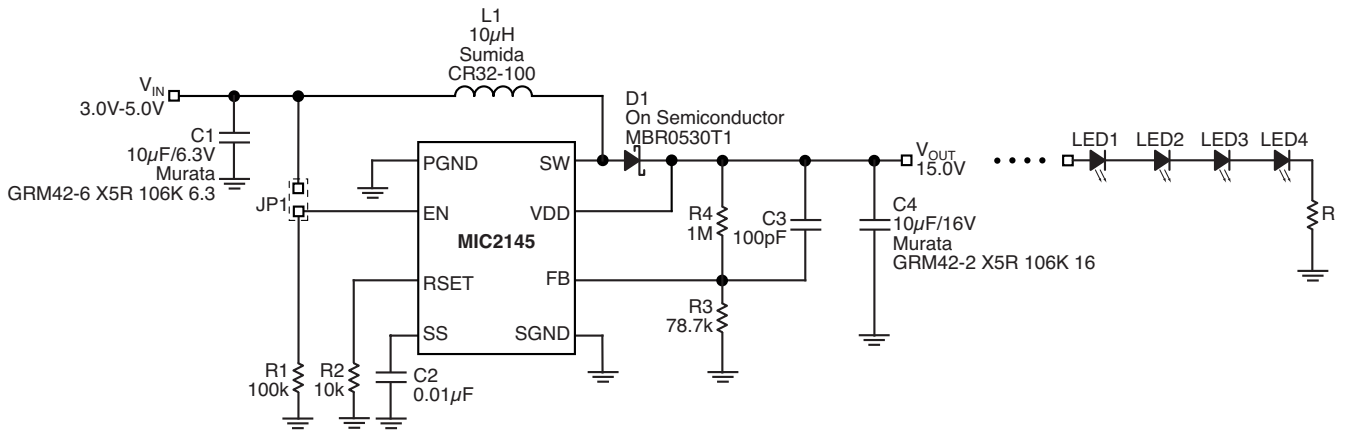 L1
10µH
Sumida
CR32-100
VIN
3.0V-5.0V
C1
10µF/6.3V
Murata
GRM42-6 X5R 106K 6.3
JP1
D1
On Semiconductor
MBR0530T1
PGND
SW
EN
VDD
MIC2145
RSET
FB
SS
SGND
R4
1M
C3
100pF
C4
10µF/16V
Murata
GRM42-2 X5R 106K 16
VOUT
15.0V
LED1
LED2
LED3
LED4
R
R3
78.7k
R1
100k
R2
10k
C2
0.01µF